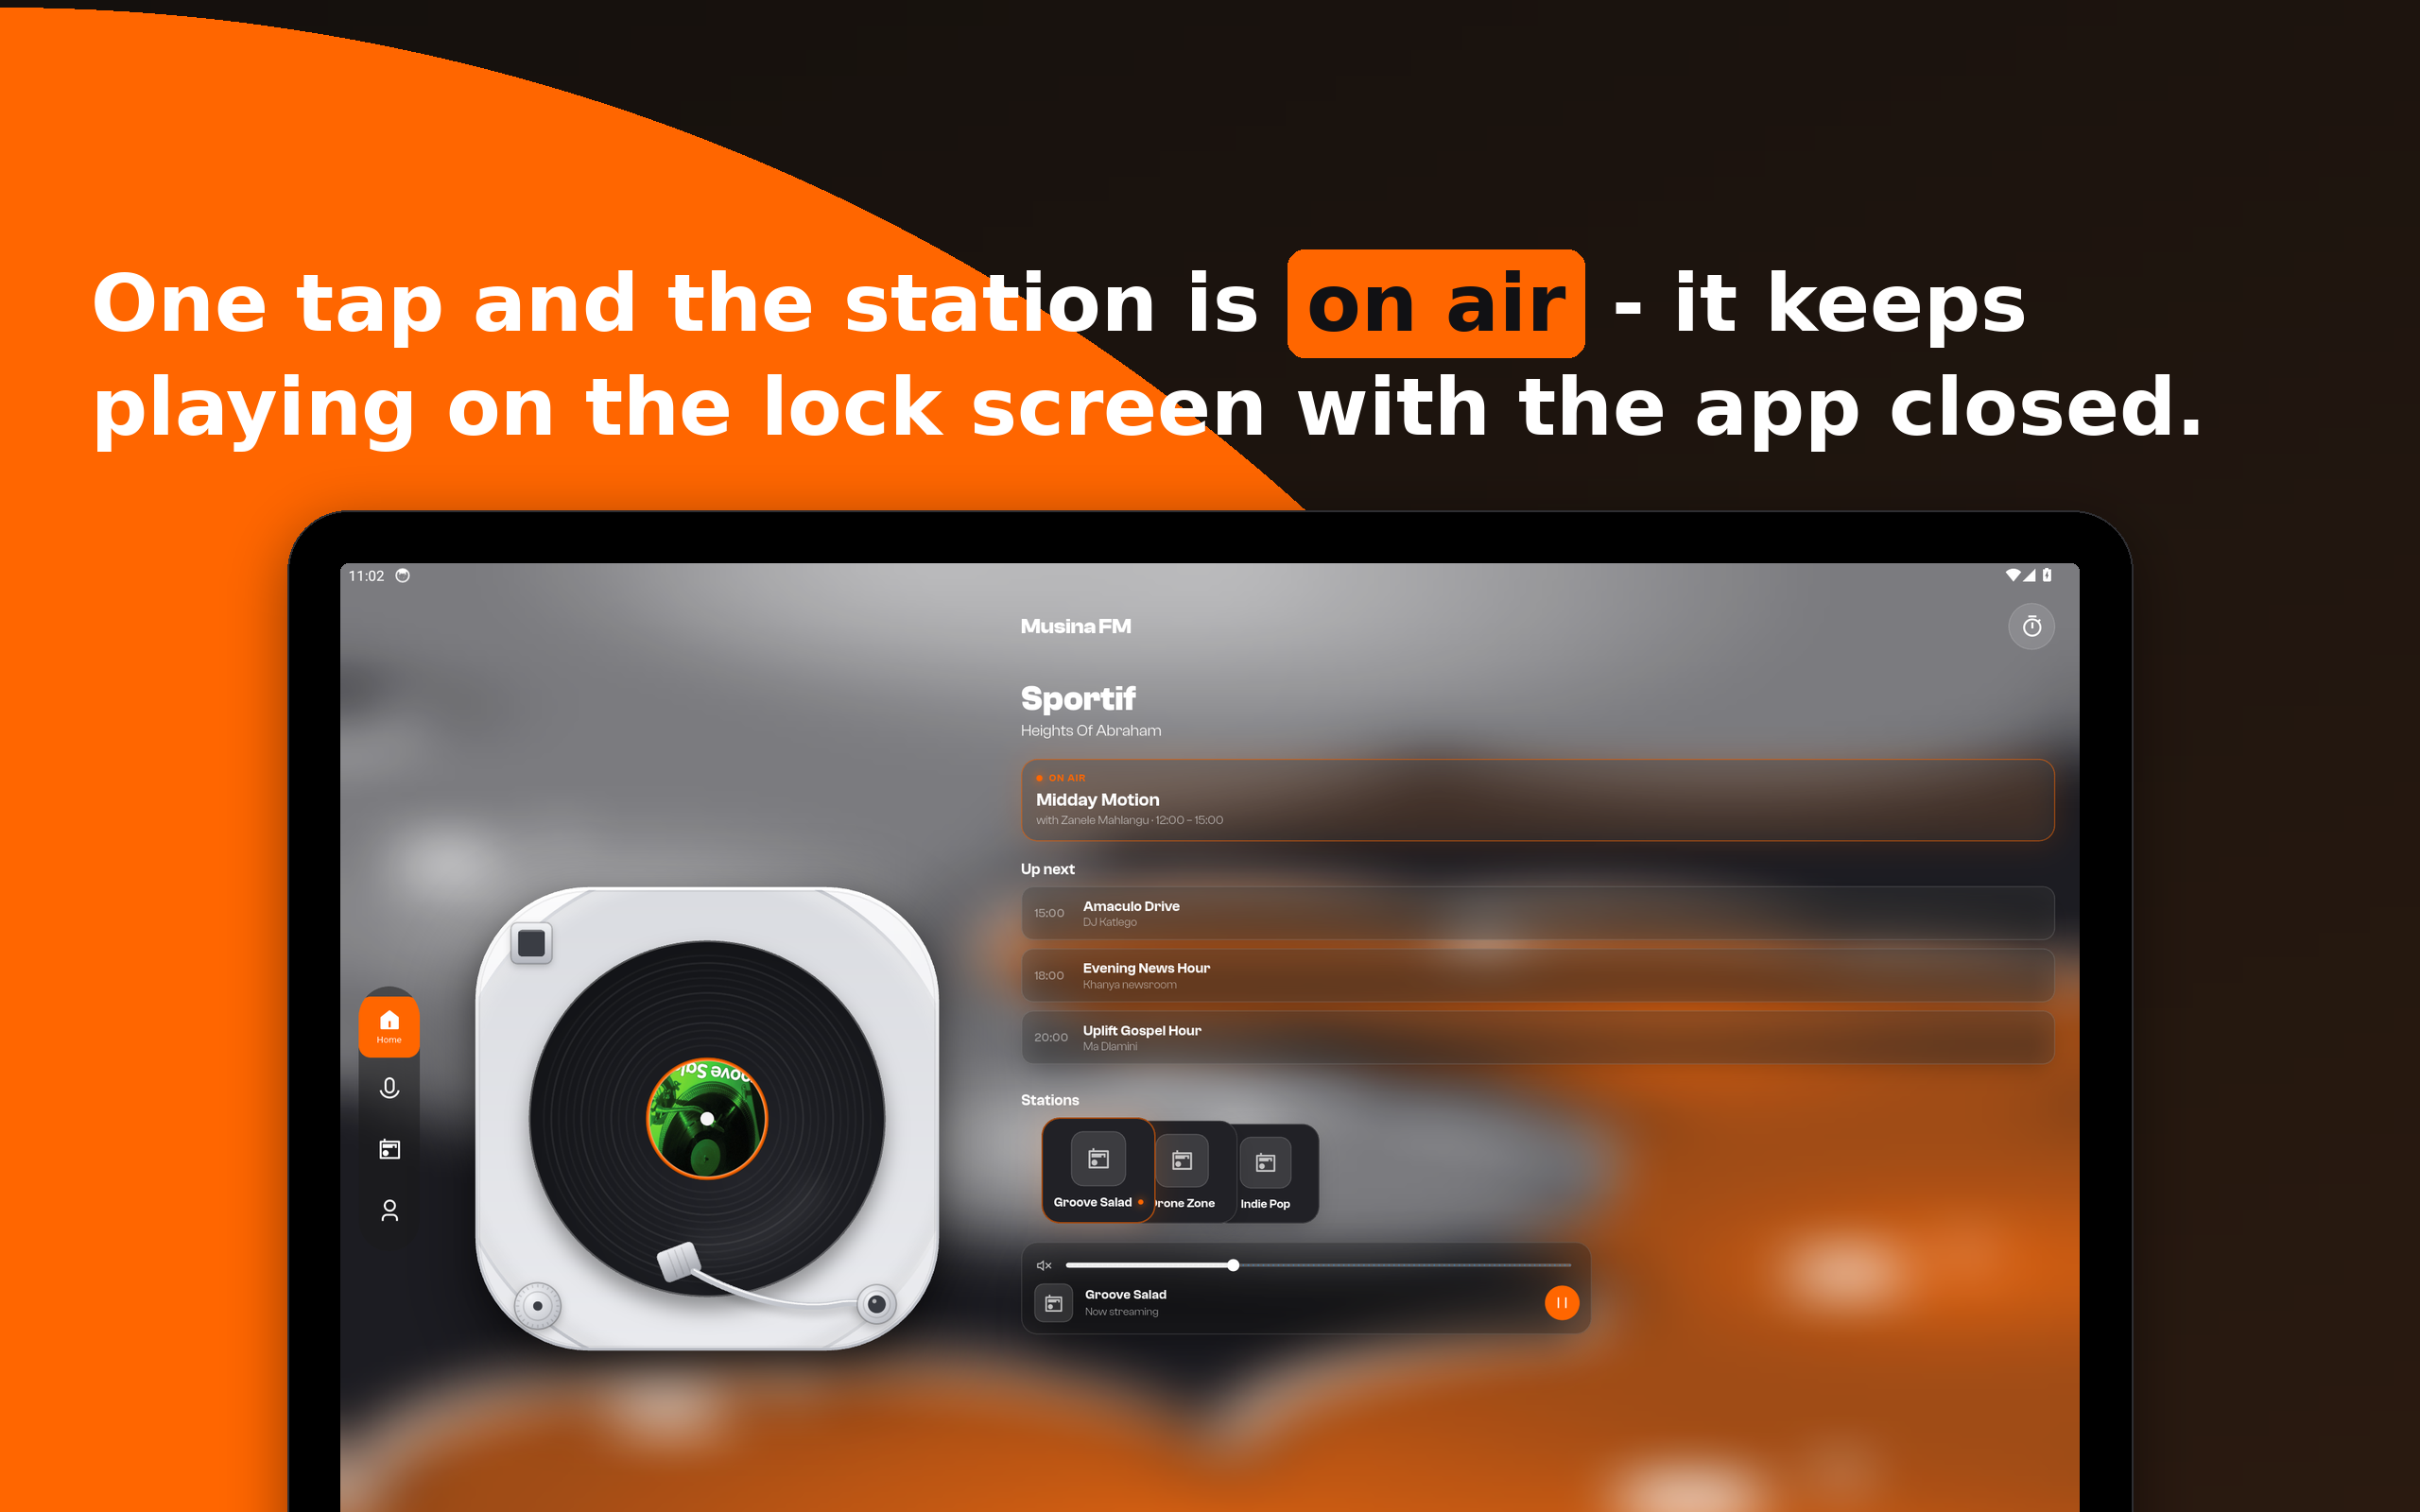 One tap and the station is on air - it keeps
playing on the lock screen with the app closed.
11:02
Musina FM
Sportif
Heights Of Abraham
ON AIR
Midday Motion
with Zanele Mahlangu · 12:00 – 15:00
Up next
15:00
Amaculo Drive
DJ Katlego
18:00
Evening News Hour
Khanya newsroom
20:00
Uplift Gospel Hour
Ma Dlamini
Home
Stations
Groove Salad
rone Zone
Indie Pop
Groove Salad
Now streaming